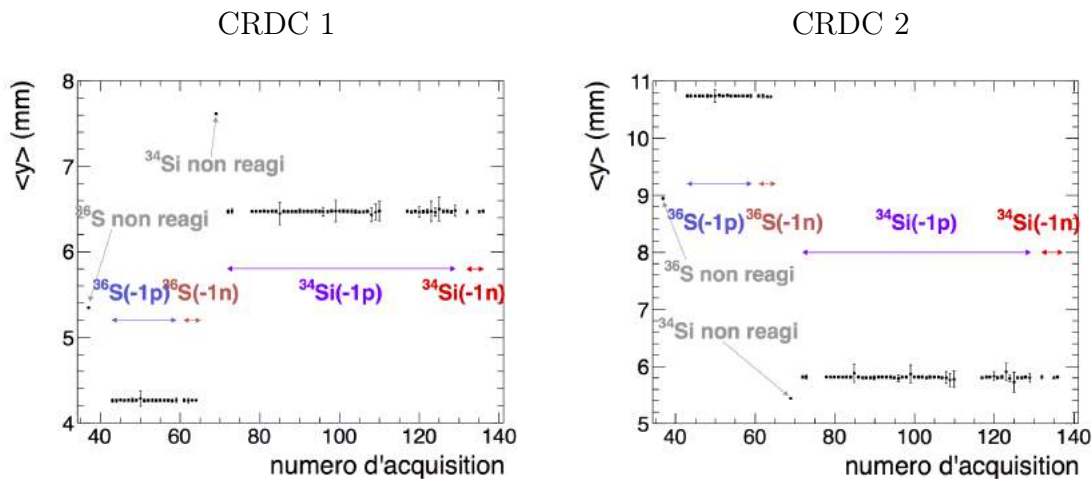 CRDC 1
<y> (mm)
8
7
6
5
4
³⁴Si non reagi
³⁶S non reagi
³⁶S(-1p) ³⁶S(-1n) ³⁴Si(-1p) ³⁴Si(-1n)
40 60 80 100 120 140
numero d'acquisition
CRDC 2
<y> (mm)
11
10
9
8
7
6
5
³⁶S(-1p) ³⁶S(-1n) ³⁴Si(-1p) ³⁴Si(-1n)
³⁶S non reagi
³⁴Si non reagi
40 60 80 100 120 140
numero d'acquisition